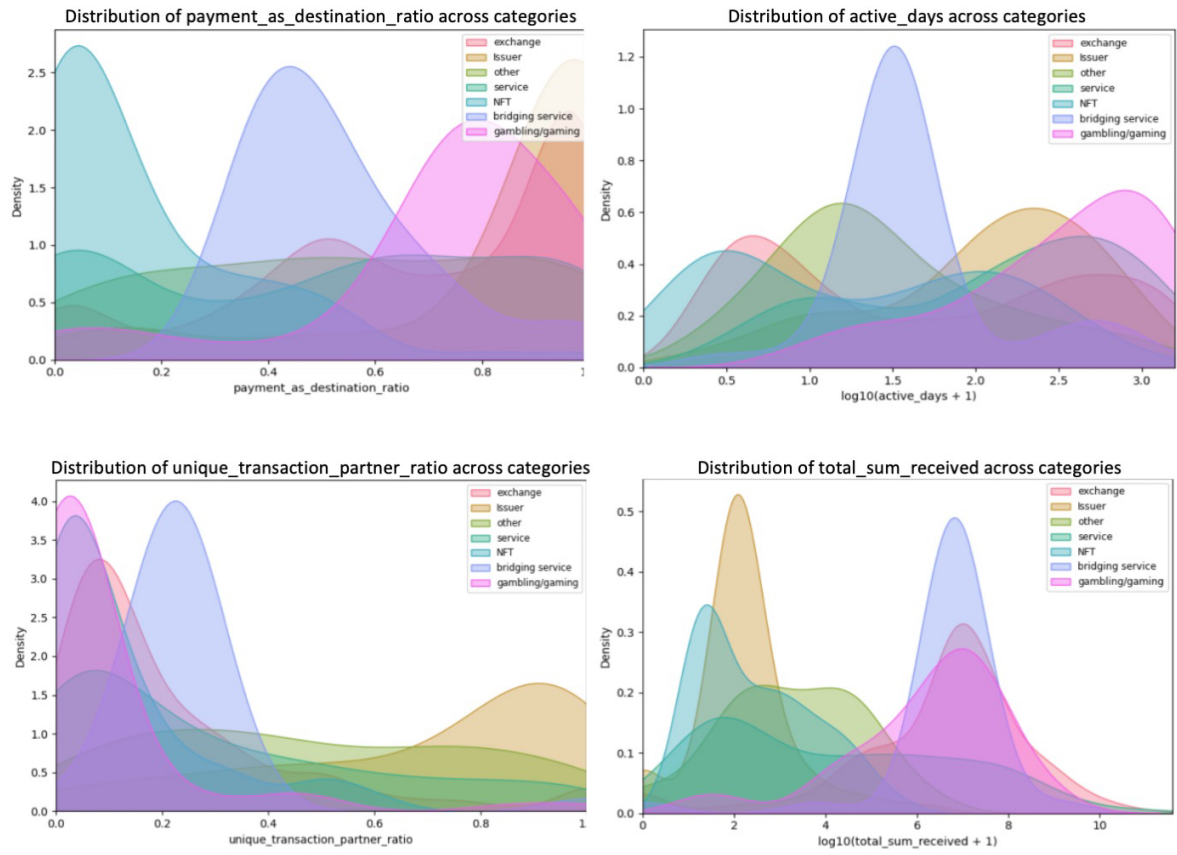 Distribution of payment_as_destination_ratio across categories
exchange
Issuer
other
service
NFT
bridging service
gambling/gaming
Density
0.0
0.5
1.0
1.5
2.0
2.5
0.0 0.2 0.4 0.6 0.8 1
payment_as_destination_ratio
Distribution of active_days across categories
exchange
Issuer
other
service
NFT
bridging service
gambling/gaming
Density
0.0
0.2
0.4
0.6
0.8
1.0
1.2
0.0 0.5 1.0 1.5 2.0 2.5 3.0
log10(active_days + 1)
Distribution of unique_transaction_partner_ratio across categories
exchange
Issuer
other
service
NFT
bridging service
gambling/gaming
Density
0.0
0.5
1.0
1.5
2.0
2.5
3.0
3.5
4.0
0.0 0.2 0.4 0.6 0.8 1.
unique_transaction_partner_ratio
Distribution of total_sum_received across categories
exchange
Issuer
other
service
NFT
bridging service
gambling/gaming
Density
0.0
0.1
0.2
0.3
0.4
0.5
0 2 4 6 8 10
log10(total_sum_received + 1)